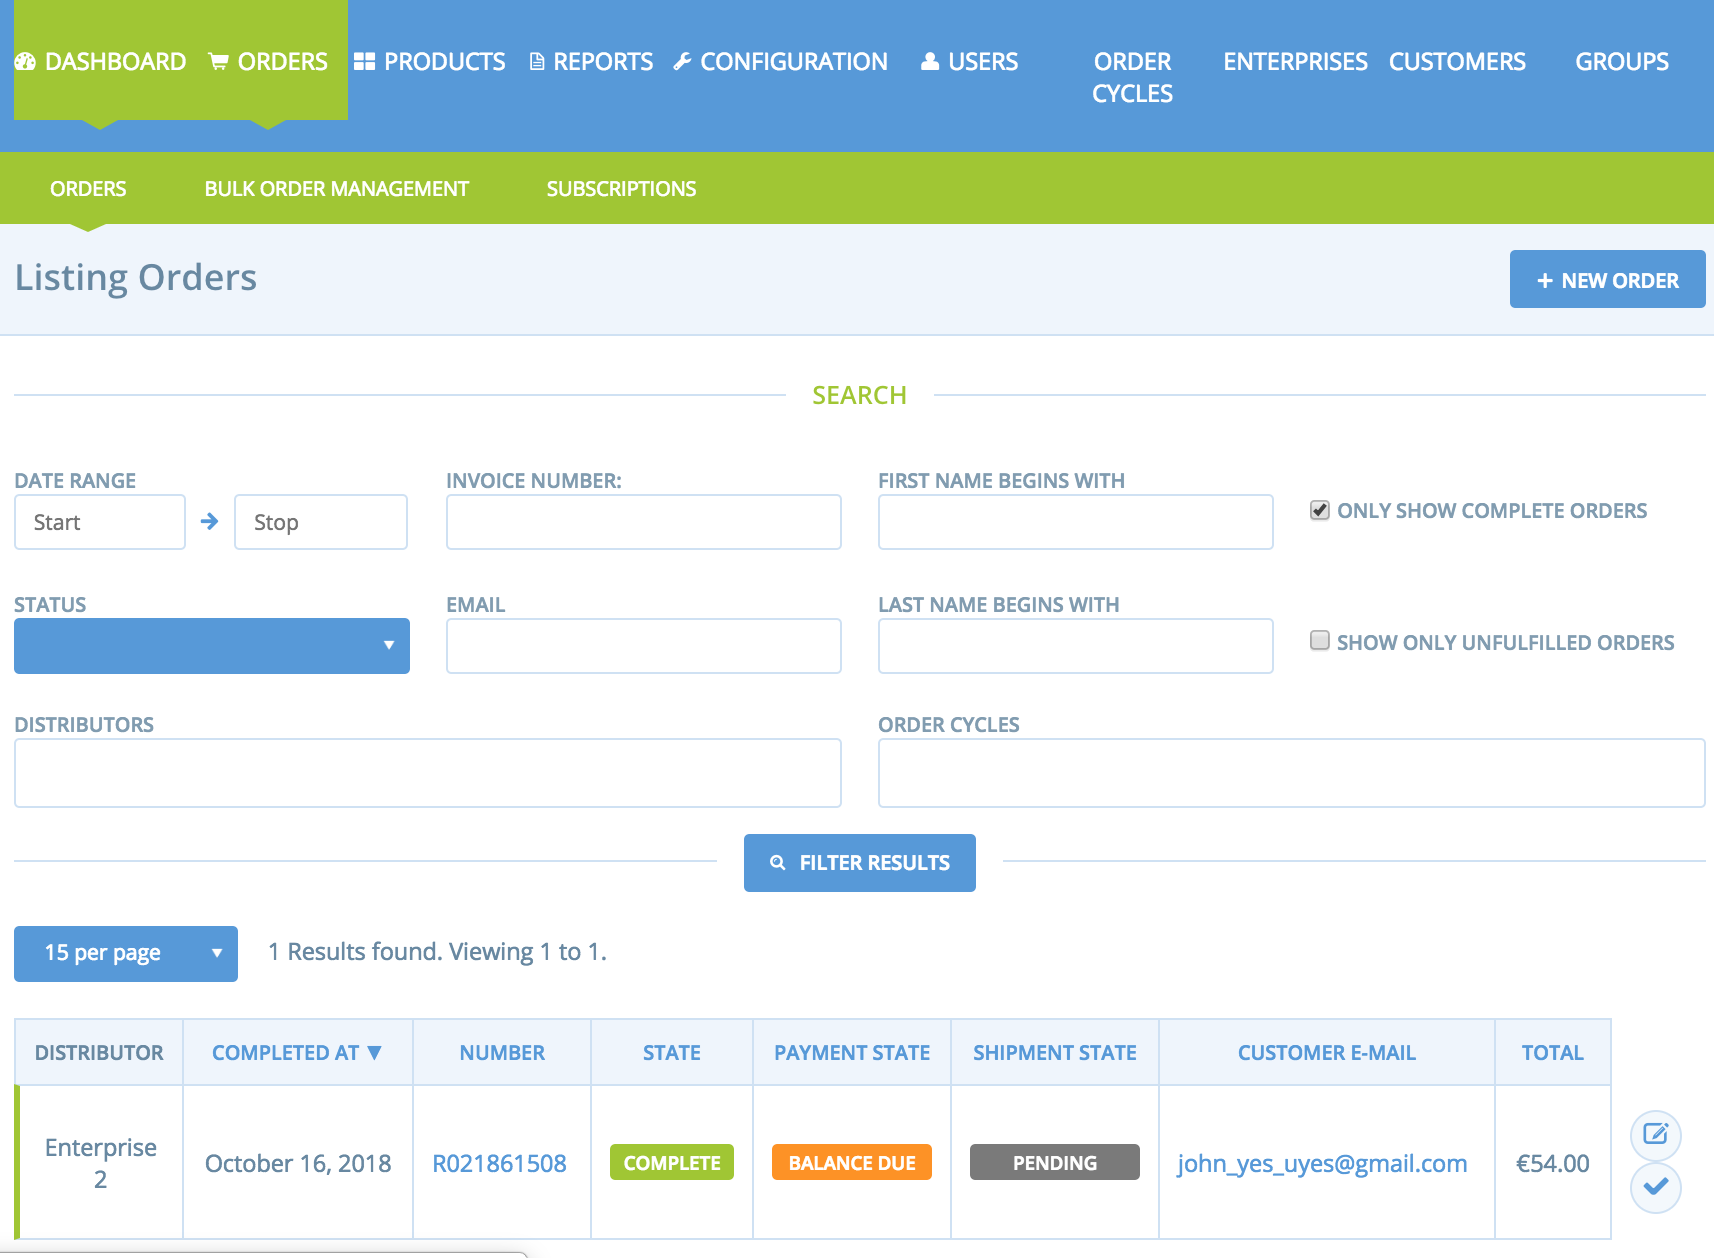 DASHBOARD ORDERS PRODUCTS REPORTS CONFIGURATION USERS ORDER CYCLES ENTERPRISES CUSTOMERS GROUPS
ORDERS BULK ORDER MANAGEMENT SUBSCRIPTIONS
Listing Orders
+ NEW ORDER
SEARCH
DATE RANGE INVOICE NUMBER: FIRST NAME BEGINS WITH
Start → Stop ONLY SHOW COMPLETE ORDERS
STATUS EMAIL LAST NAME BEGINS WITH
SHOW ONLY UNFULFILLED ORDERS
DISTRIBUTORS ORDER CYCLES
FILTER RESULTS
15 per page 1 Results found. Viewing 1 to 1.
DISTRIBUTOR COMPLETED AT ▼ NUMBER STATE PAYMENT STATE SHIPMENT STATE CUSTOMER E-MAIL TOTAL
Enterprise 2 October 16, 2018 R021861508 COMPLETE BALANCE DUE PENDING john_yes_uyes@gmail.com €54.00